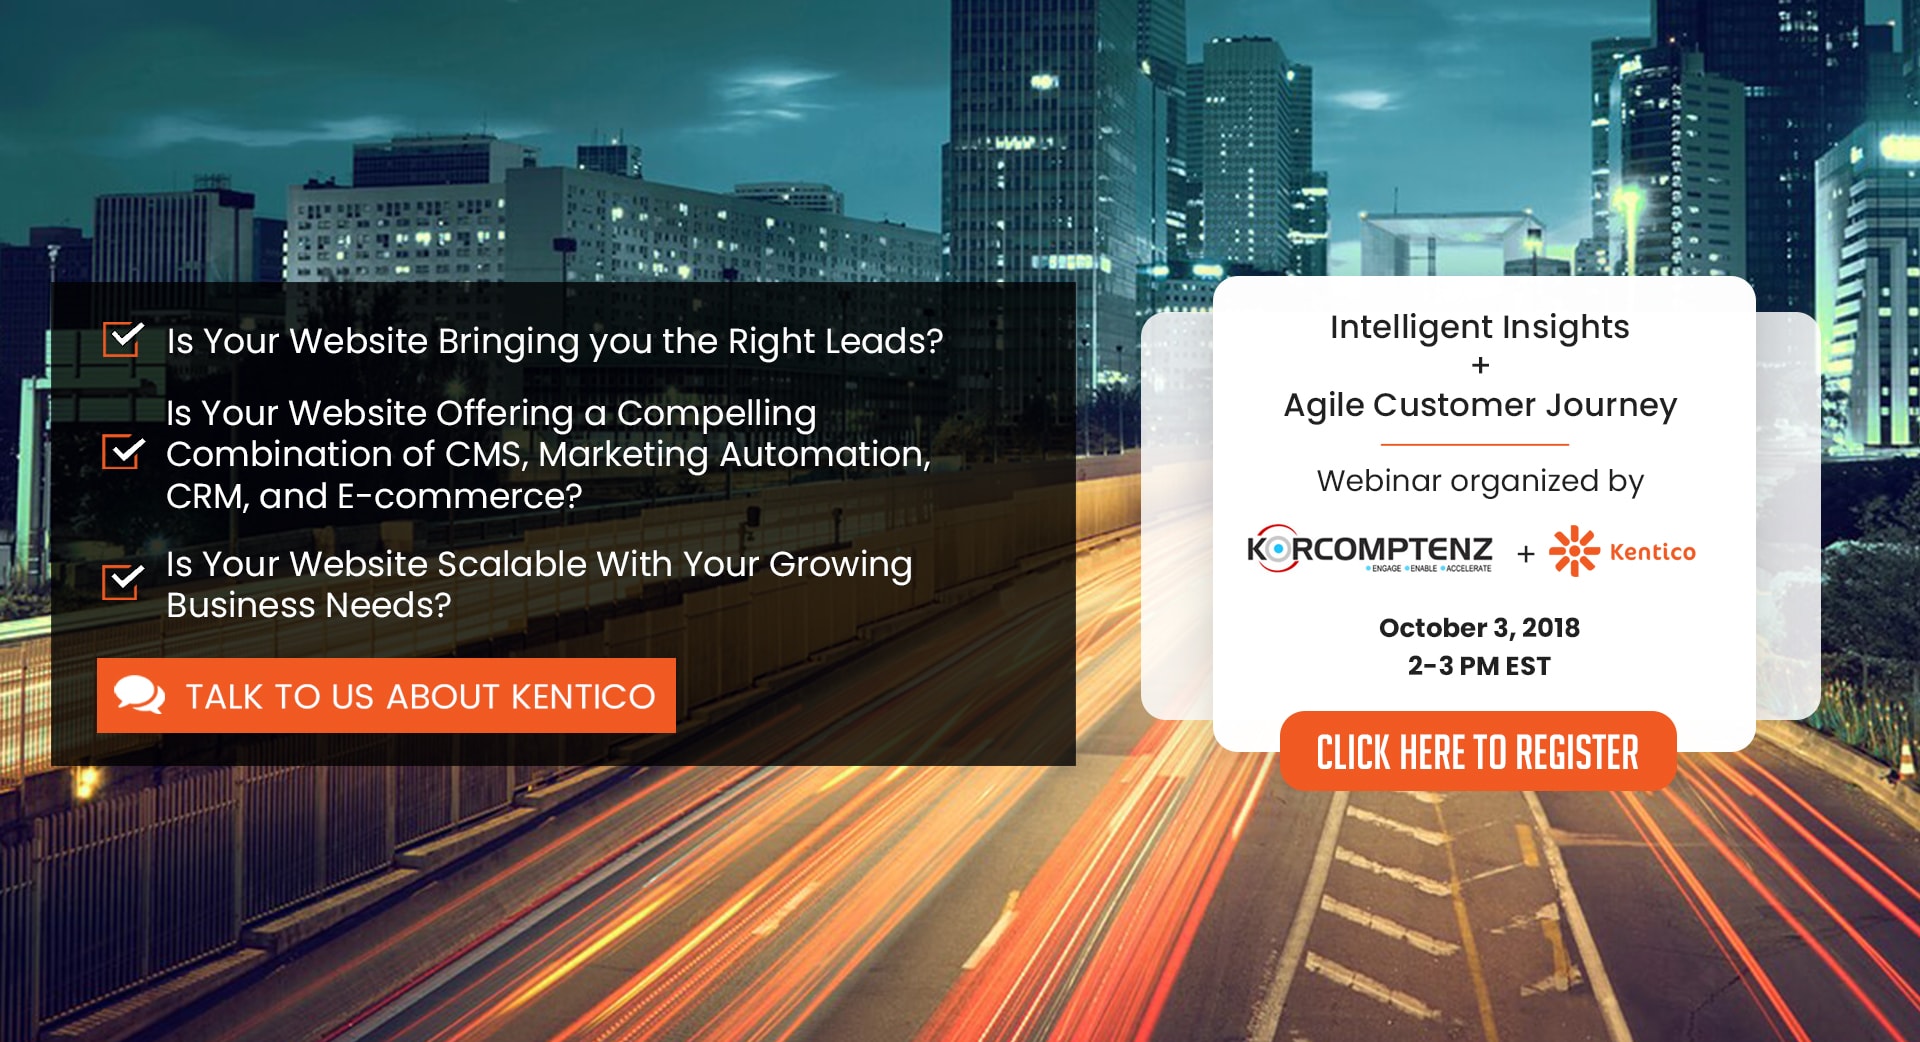 Is Your Website Bringing you the Right Leads?
Is Your Website Offering a Compelling
Combination of CMS, Marketing Automation,
CRM, and E-commerce?
Is Your Website Scalable With Your Growing
Business Needs?
TALK TO US ABOUT KENTICO
Intelligent Insights
+
Agile Customer Journey
Webinar organized by
KORCOMPTENZ + Kentico
ENGAGE ENABLE ACCELERATE
October 3, 2018
2-3 PM EST
CLICK HERE TO REGISTER